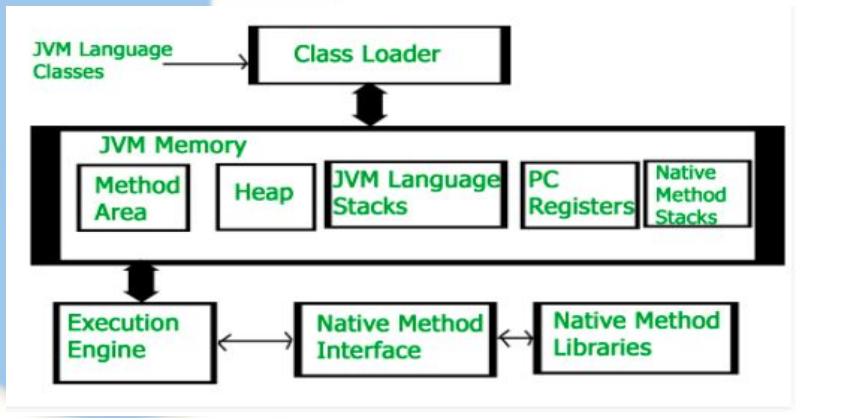 JVM Language
Classes
Class Loader
JVM Memory
Method
Area
Heap
JVM Language
Stacks
PC
Registers
Native
Method
Stacks
Execution
Engine
Native Method
Interface
Native Method
Libraries